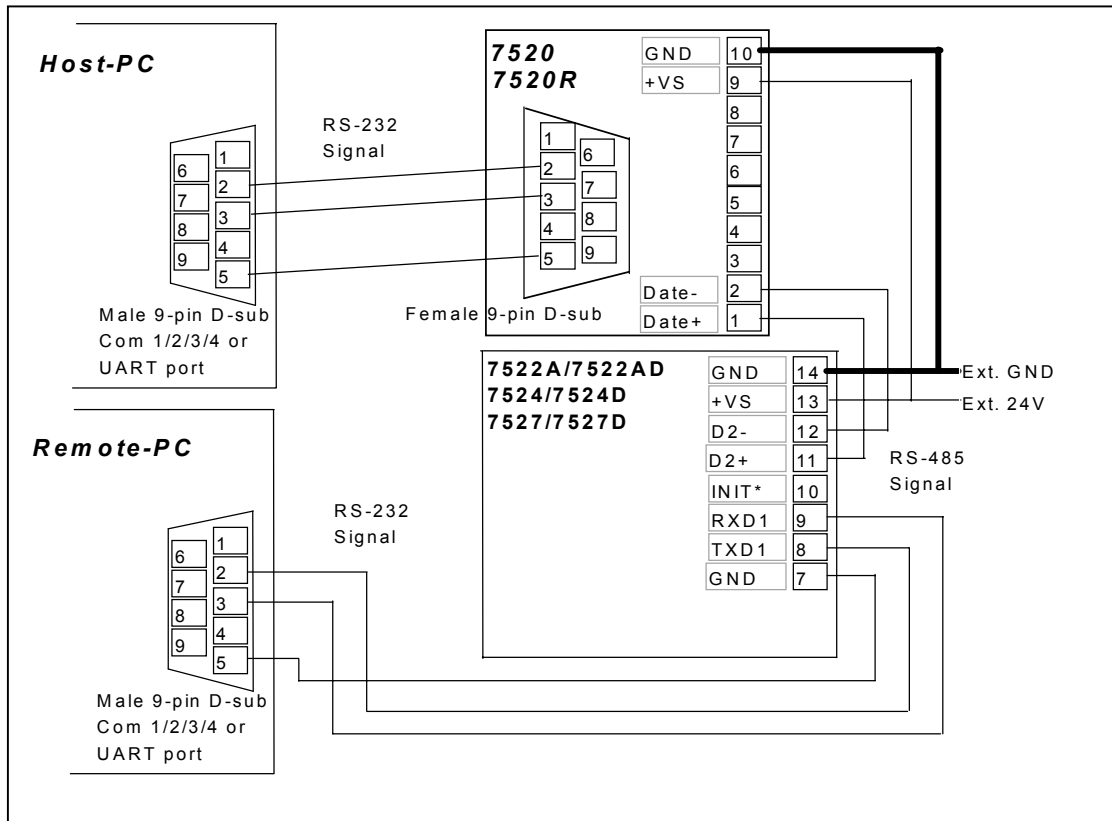 Host-PC
RS-232
Signal
1
2
3
4
5
6
7
8
9
Male 9-pin D-sub
Com 1/2/3/4 or
UART port
7520
7520R
1
2
3
4
5
6
7
8
9
Female 9-pin D-sub
GND 10
+VS 9
8
7
6
5
4
3
Date- 2
Date+ 1
7522A/7522AD
7524/7524D
7527/7527D
GND 14
+VS 13
D2- 12
D2+ 11
INIT* 10
RXD1 9
TXD1 8
GND 7
Ext. GND
Ext. 24V
RS-485
Signal
Remote-PC
RS-232
Signal
1
2
3
4
5
6
7
8
9
Male 9-pin D-sub
Com 1/2/3/4 or
UART port